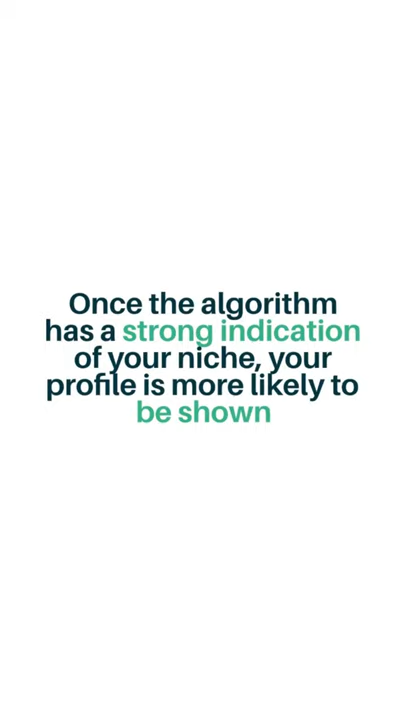 Once the algorithm
has a strong indication
of your niche, your
profile is more likely to
be shown